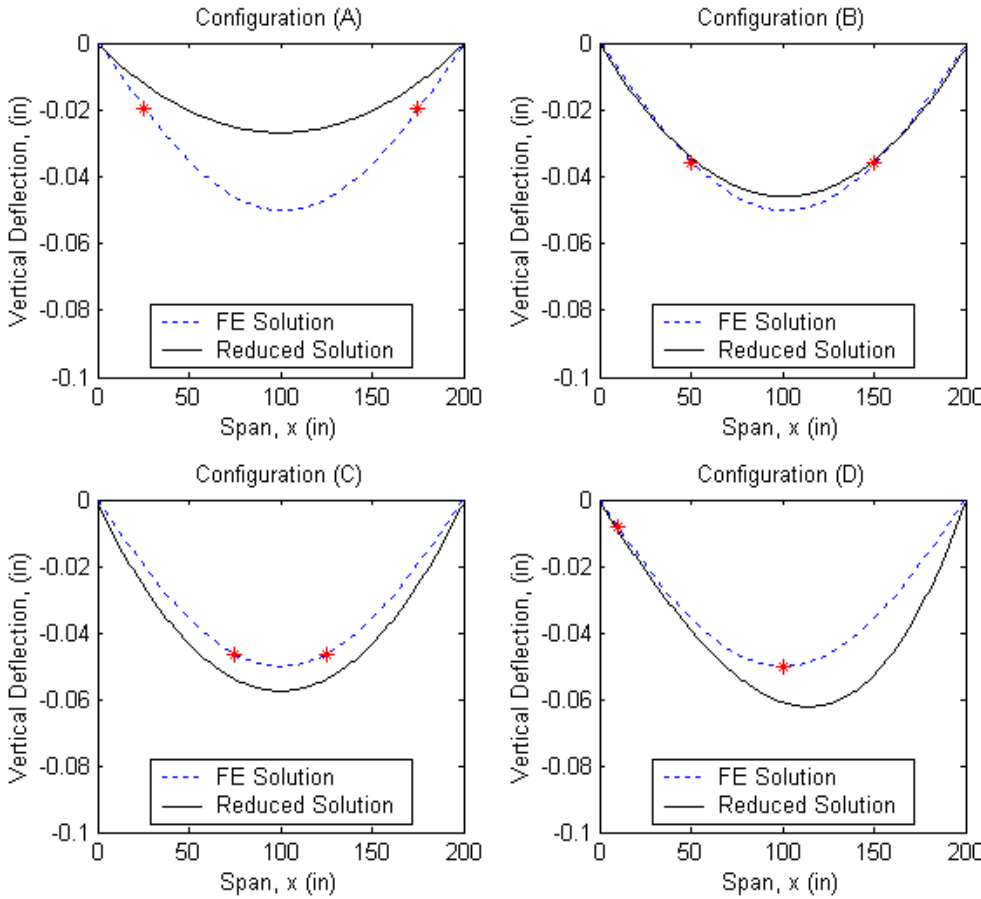 Configuration (A)
0
-0.02
-0.04
-0.06
-0.08
-0.1
Vertical Deflection, (in)
FE Solution
Reduced Solution
0 50 100 150 200
Span, x (in)
Configuration (B)
0
-0.02
-0.04
-0.06
-0.08
-0.1
Vertical Deflection, (in)
FE Solution
Reduced Solution
0 50 100 150 200
Span, x (in)
Configuration (C)
0
-0.02
-0.04
-0.06
-0.08
-0.1
Vertical Deflection, (in)
FE Solution
Reduced Solution
0 50 100 150 200
Span, x (in)
Configuration (D)
0
-0.02
-0.04
-0.06
-0.08
-0.1
Vertical Deflection, (in)
FE Solution
Reduced Solution
0 50 100 150 200
Span, x (in)